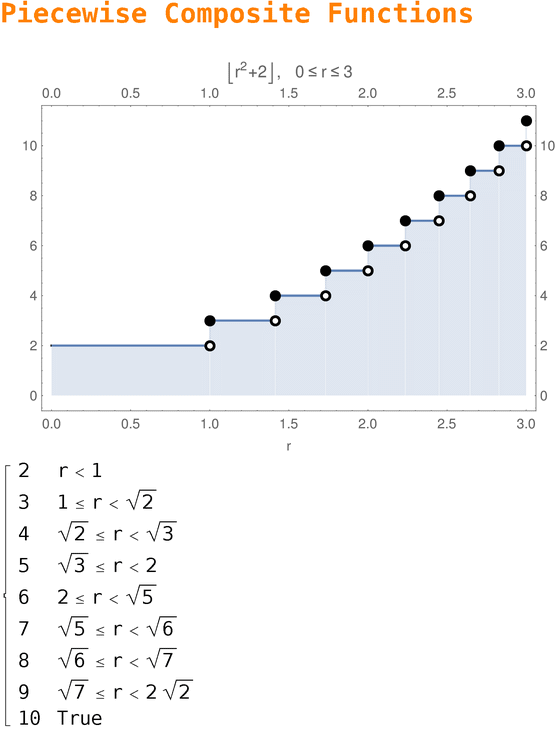 Piecewise Composite Functions
⌊r²+2⌋, 0 ≤ r ≤ 3
0.0 0.5 1.0 1.5 2.0 2.5 3.0
10 10
8 8
6 6
4 4
2 2
0 0
0.0 0.5 1.0 1.5 2.0 2.5 3.0
r
2 r < 1
3 1 ≤ r < √2
4 √2 ≤ r < √3
5 √3 ≤ r < 2
6 2 ≤ r < √5
7 √5 ≤ r < √6
8 √6 ≤ r < √7
9 √7 ≤ r < 2 √2
10 True